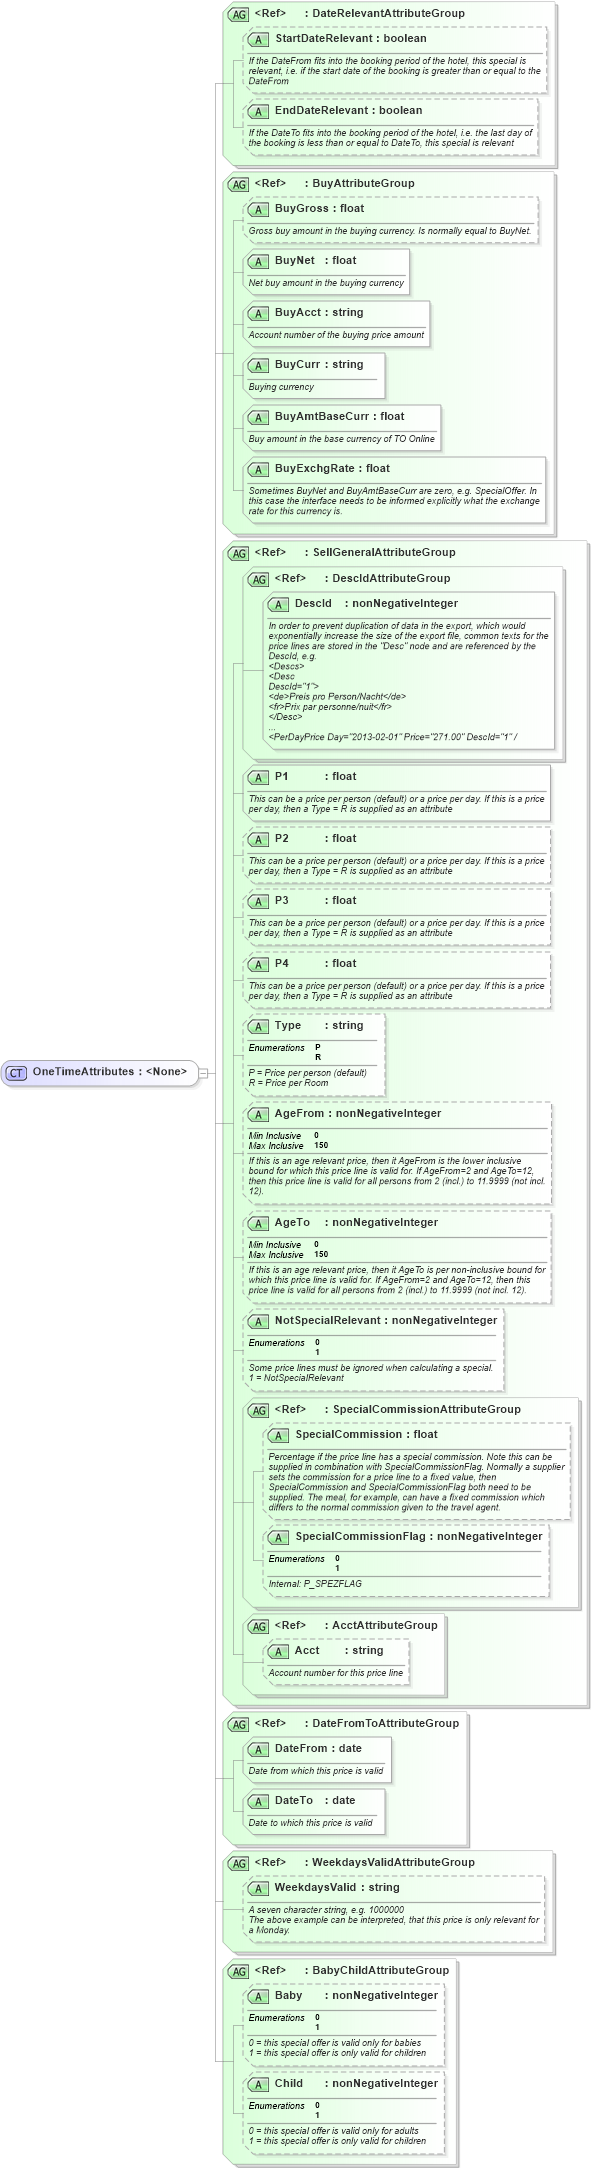 AG <Ref> : DateRelevantAttributeGroup
A StartDateRelevant : boolean
If the DateFrom fits into the booking period of the hotel, this special is
relevant, i.e. if the start date of the booking is greater than or equal to the
DateFrom
A EndDateRelevant : boolean
If the DateTo fits into the booking period of the hotel, i.e. the last day of
the booking is less than or equal to DateTo, this special is relevant
AG <Ref> : BuyAttributeGroup
A BuyGross : float
Gross buy amount in the buying currency. Is normally equal to BuyNet.
A BuyNet : float
Net buy amount in the buying currency
A BuyAcct : string
Account number of the buying price amount
A BuyCurr : string
Buying currency
A BuyAmtBaseCurr : float
Buy amount in the base currency of TO Online
A BuyExchgRate : float
Sometimes BuyNet and BuyAmtBaseCurr are zero, e.g. SpecialOffer. In
this case the interface needs to be informed explicitly what the exchange
rate for this currency is.
AG <Ref> : SellGeneralAttributeGroup
AG <Ref> : DescIdAttributeGroup
A DescId : nonNegativeInteger
In order to prevent duplication of data in the export, which would
exponentially increase the size of the export file, common texts for the
price lines are stored in the "Desc" node and are referenced by the
DescId, e.g.
<Descs>
<Desc
DescId="1">
<de>Preis pro Person/Nacht</de>
<fr>Prix par personne/nuit</fr>
</Desc>
...
<PerDayPrice Day="2013-02-01" Price="271.00" DescId="1" /
A P1 : float
This can be a price per person (default) or a price per day. If this is a price
per day, then a Type = R is supplied as an attribute
A P2 : float
This can be a price per person (default) or a price per day. If this is a price
per day, then a Type = R is supplied as an attribute
A P3 : float
This can be a price per person (default) or a price per day. If this is a price
per day, then a Type = R is supplied as an attribute
A P4 : float
This can be a price per person (default) or a price per day. If this is a price
per day, then a Type = R is supplied as an attribute
A Type : string
Enumerations P
R
P = Price per person (default)
R = Price per Room
CT OneTimeAttributes : <None>
A AgeFrom : nonNegativeInteger
Min Inclusive 0
Max Inclusive 150
If this is an age relevant price, then it AgeFrom is the lower inclusive
bound for which this price line is valid for. If AgeFrom=2 and AgeTo=12,
then this price line is valid for all persons from 2 (incl.) to 11.9999 (not incl.
12).
A AgeTo : nonNegativeInteger
Min Inclusive 0
Max Inclusive 150
If this is an age relevant price, then it AgeTo is per non-inclusive bound for
which this price line is valid for. If AgeFrom=2 and AgeTo=12, then this
price line is valid for all persons from 2 (incl.) to 11.9999 (not incl. 12).
A NotSpecialRelevant : nonNegativeInteger
Enumerations 0
1
Some price lines must be ignored when calculating a special.
1 = NotSpecialRelevant
AG <Ref> : SpecialCommissionAttributeGroup
A SpecialCommission : float
Percentage if the price line has a special commission. Note this can be
supplied in combination with SpecialCommissionFlag. Normally a supplier
sets the commission for a price line to a fixed value, then
SpecialCommission and SpecialCommissionFlag both need to be
supplied. The meal, for example, can have a fixed commission which
differs to the normal commission given to the travel agent.
A SpecialCommissionFlag : nonNegativeInteger
Enumerations 0
1
Internal: P_SPEZFLAG
AG <Ref> : AcctAttributeGroup
A Acct : string
Account number for this price line
AG <Ref> : DateFromToAttributeGroup
A DateFrom : date
Date from which this price is valid
A DateTo : date
Date to which this price is valid
AG <Ref> : WeekdaysValidAttributeGroup
A WeekdaysValid : string
A seven character string, e.g. 1000000
The above example can be interpreted, that this price is only relevant for
a Monday.
AG <Ref> : BabyChildAttributeGroup
A Baby : nonNegativeInteger
Enumerations 0
1
0 = this special offer is valid only for babies
1 = this special offer is only valid for children
A Child : nonNegativeInteger
Enumerations 0
1
0 = this special offer is valid only for adults
1 = this special offer is only valid for children